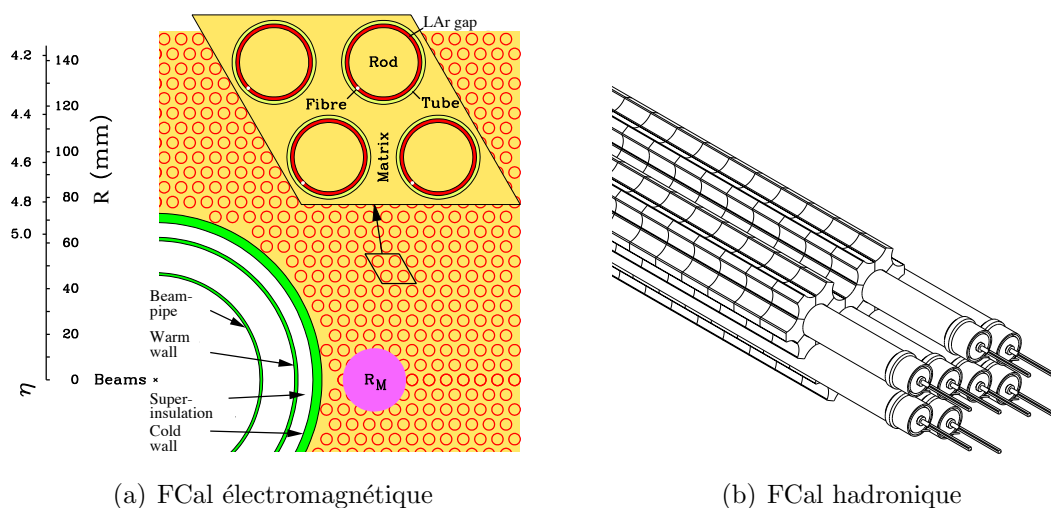 LAr gap
4.2
140
Rod
Fibre
Tube
4.4
120
Matrix
R (mm)
4.6
100
4.8
80
5.0
60
40
Beam-
pipe
20
Warm
wall
η
0
Beams
R_M
Super-
insulation
Cold
wall
(a) FCal électromagnétique
(b) FCal hadronique